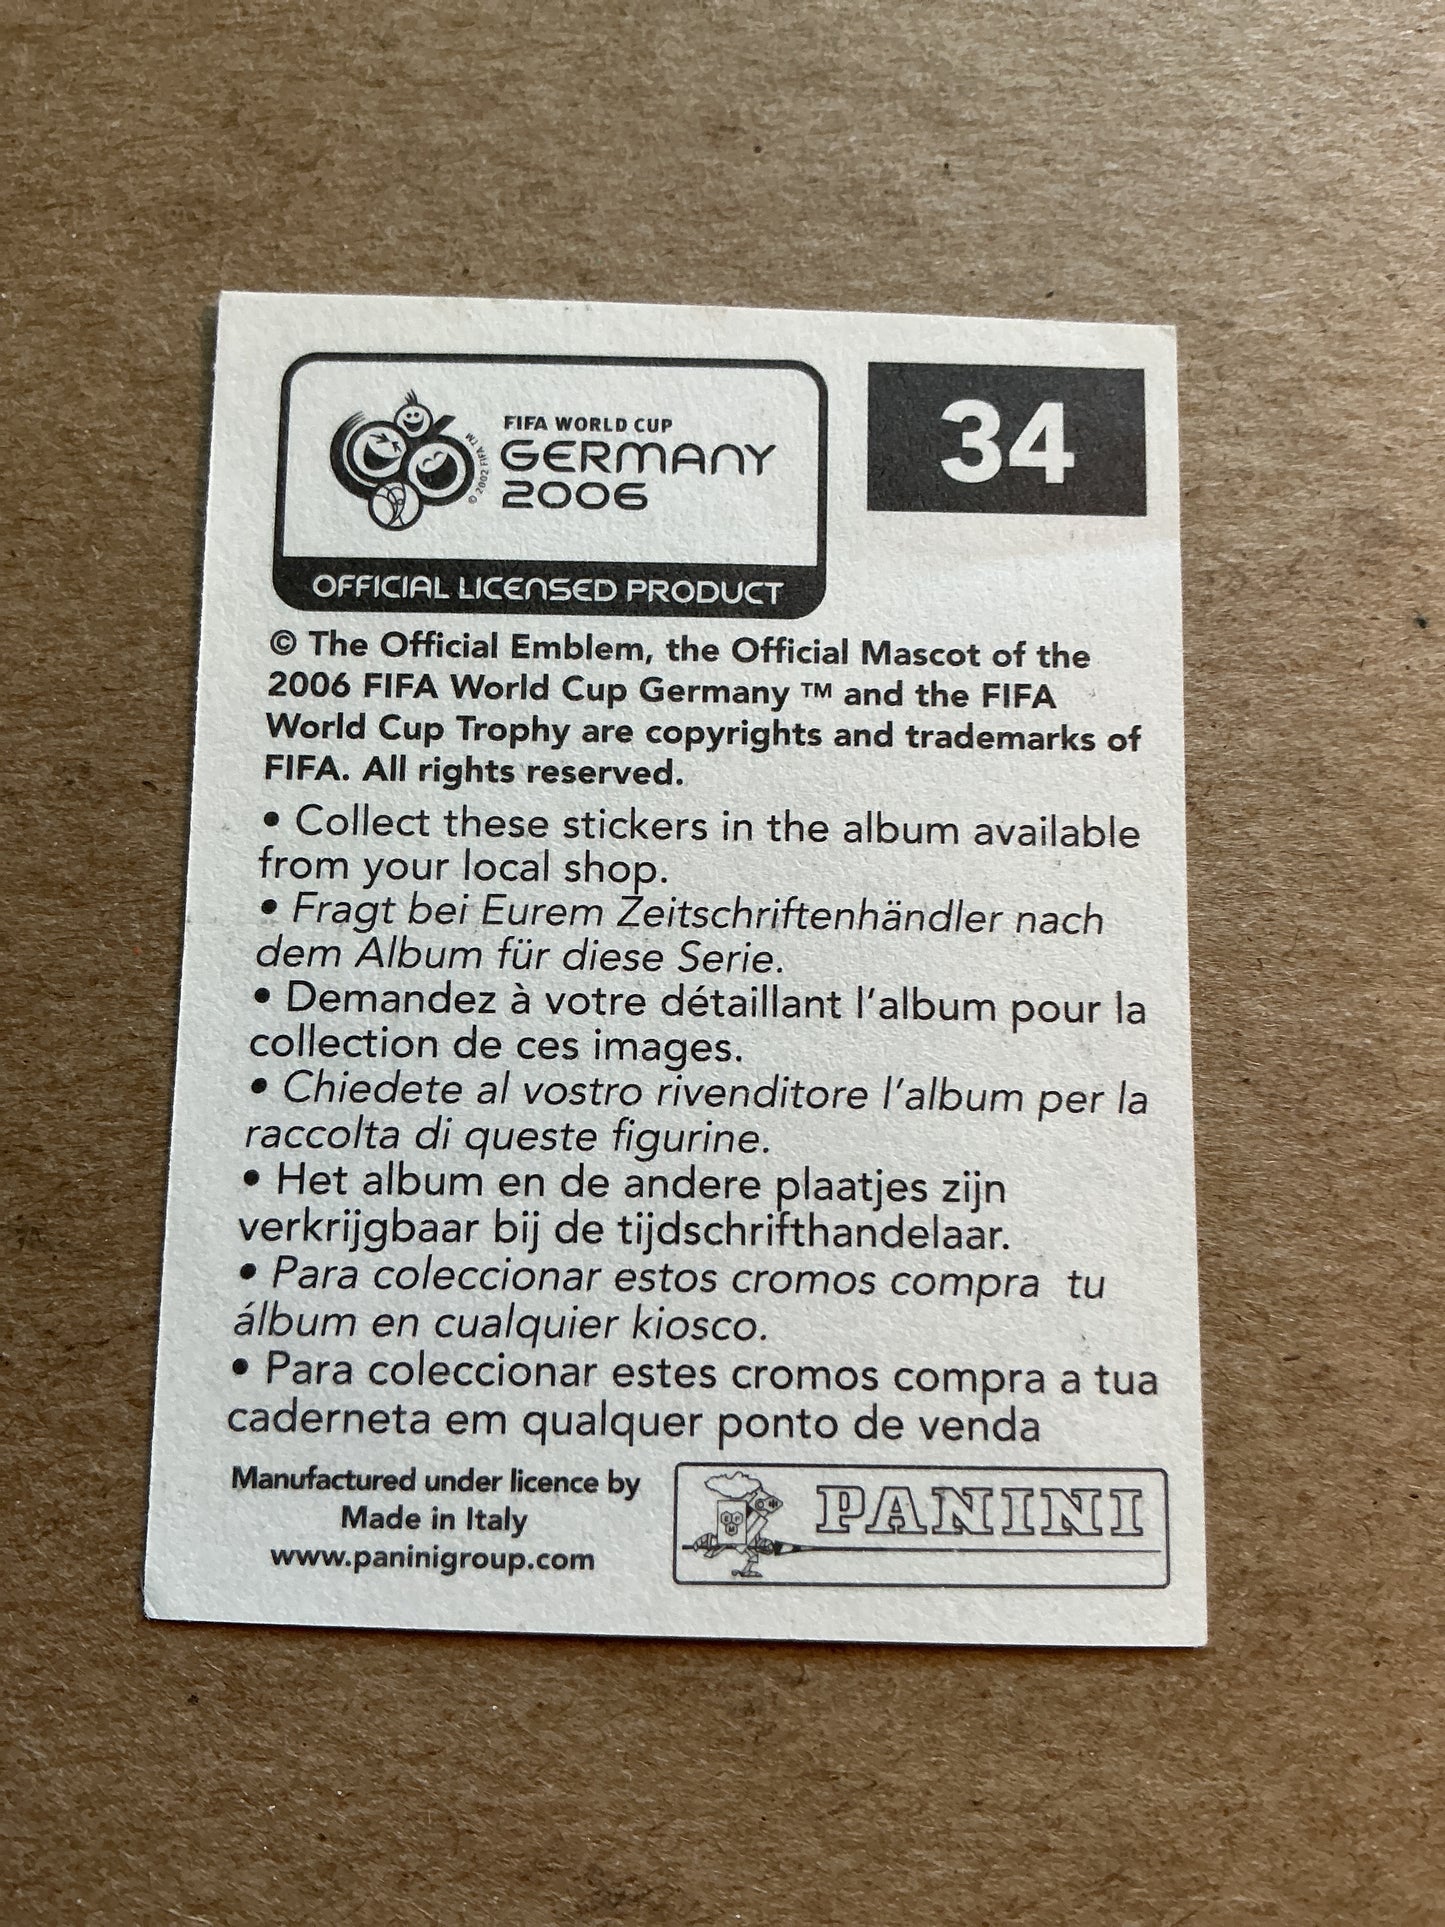 FIFA WORLD CUP
GERMANY
2006
© 2002 FIFA TM
34
OFFICIAL LICENSED PRODUCT
© The Official Emblem, the Official Mascot of the
2006 FIFA World Cup Germany ™ and the FIFA
World Cup Trophy are copyrights and trademarks of
FIFA. All rights reserved.
• Collect these stickers in the album available
from your local shop.
• Fragt bei Eurem Zeitschriftenhändler nach
dem Album für diese Serie.
• Demandez à votre détaillant l'album pour la
collection de ces images.
• Chiedete al vostro rivenditore l'album per la
raccolta di queste figurine.
• Het album en de andere plaatjes zijn
verkrijgbaar bij de tijdschrifthandelaar.
• Para coleccionar estos cromos compra  tu
álbum en cualquier kiosco.
• Para coleccionar estes cromos compra a tua
caderneta em qualquer ponto de venda
Manufactured under licence by
Made in Italy
www.paninigroup.com
PANINI